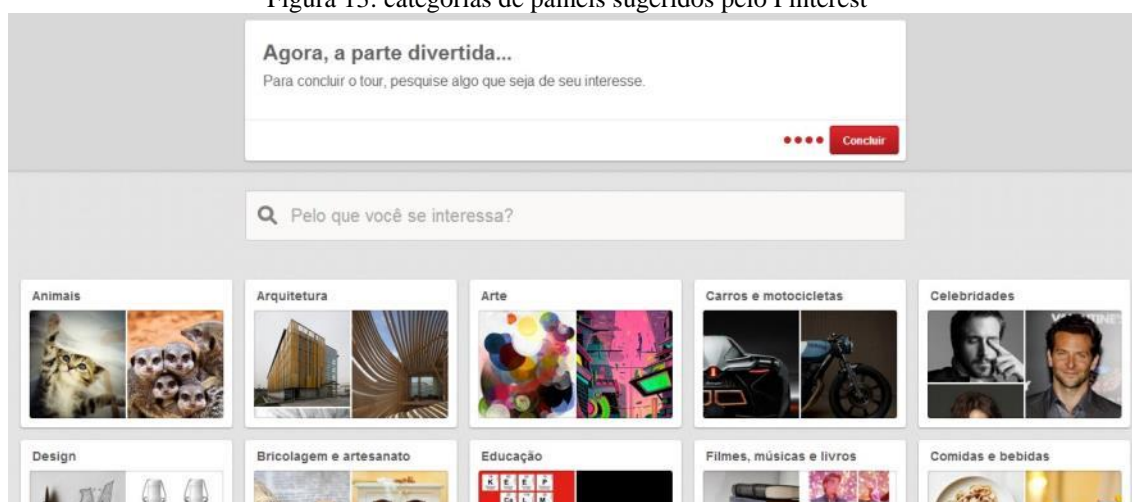 Figura 13: categorias de painéis sugeridos pelo Pinterest
Agora, a parte divertida...
Para concluir o tour, pesquise algo que seja de seu interesse.
Concluir
Pelo que você se interessa?
Animais
Arquitetura
Arte
Carros e motocicletas
Celebridades
Design
Bricolagem e artesanato
Educação
Filmes, músicas e livros
Comidas e bebidas
K E E P